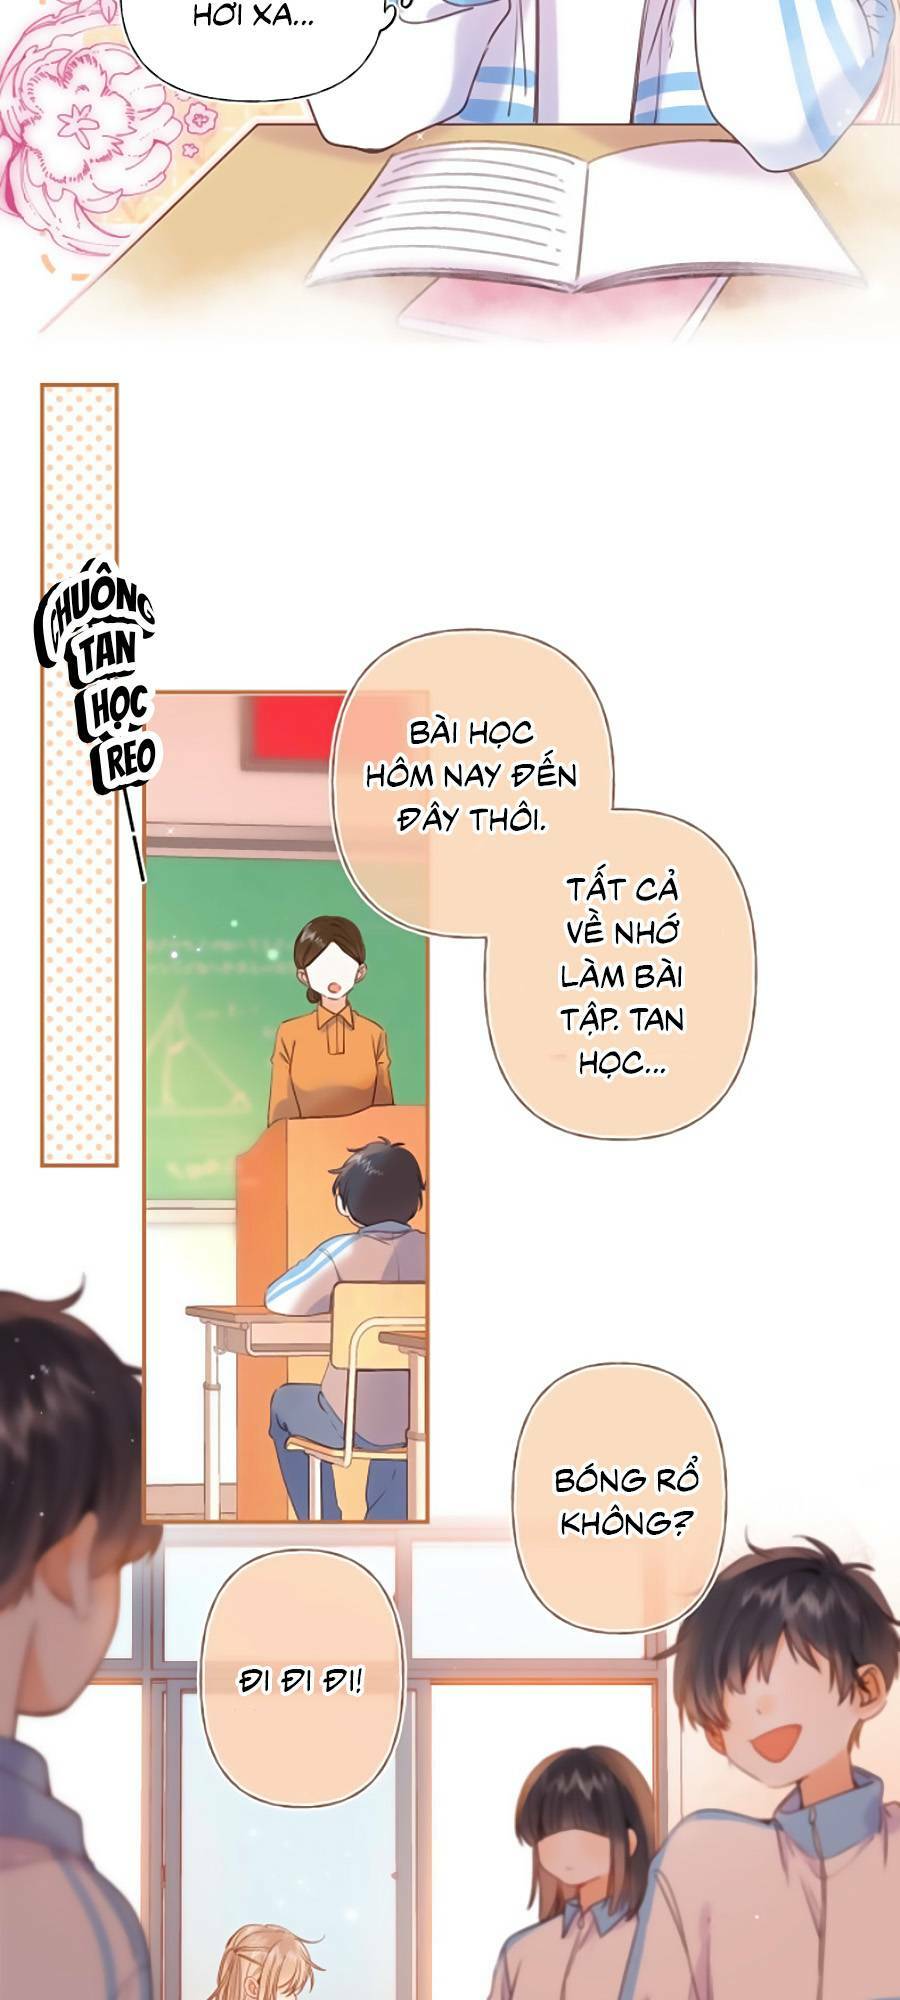 HƠI XA...
CHUÔNG
TAN
HỌC
REO
BÀI HỌC
HÔM NAY ĐẾN
ĐÂY THÔI.
TẤT CẢ
VỀ NHỚ
LÀM BÀI
TẬP. TAN
HỌC...
BÓNG RỔ
KHÔNG?
ĐI ĐI ĐI!